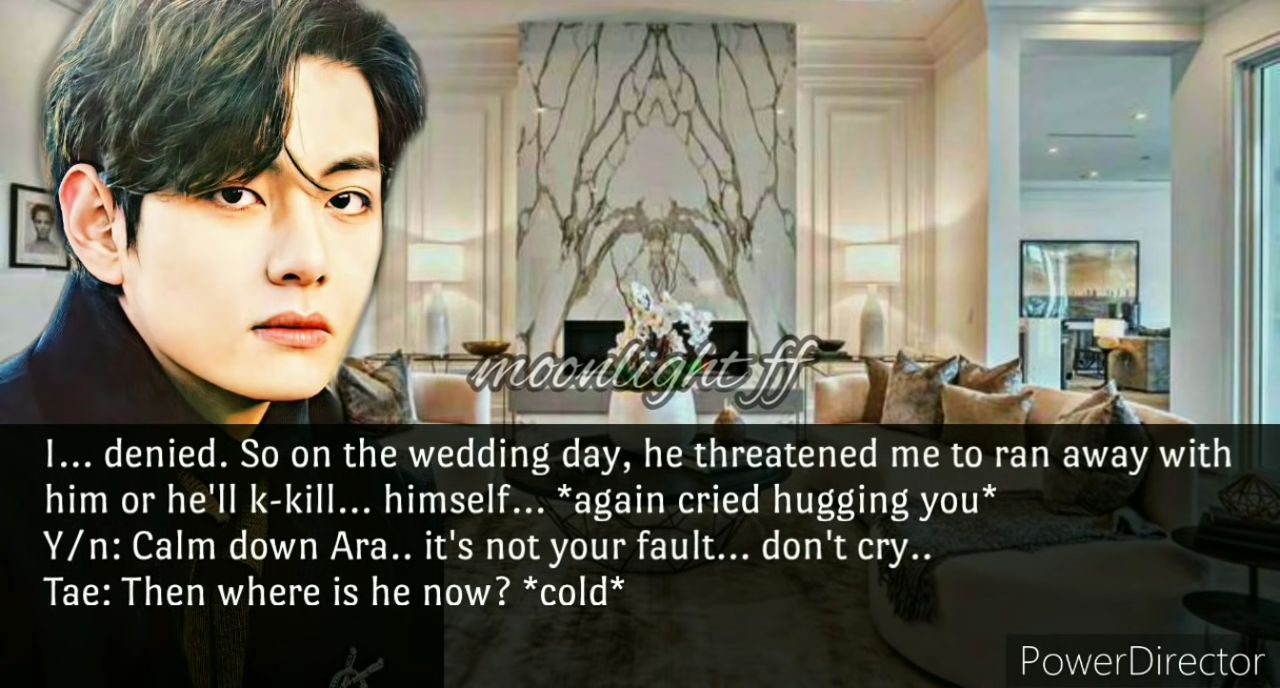 moonlight ff
I... denied. So on the wedding day, he threatened me to ran away with
him or he'll k-kill... himself... *again cried hugging you*
Y/n: Calm down Ara.. it's not your fault... don't cry..
Tae: Then where is he now? *cold*
PowerDirector